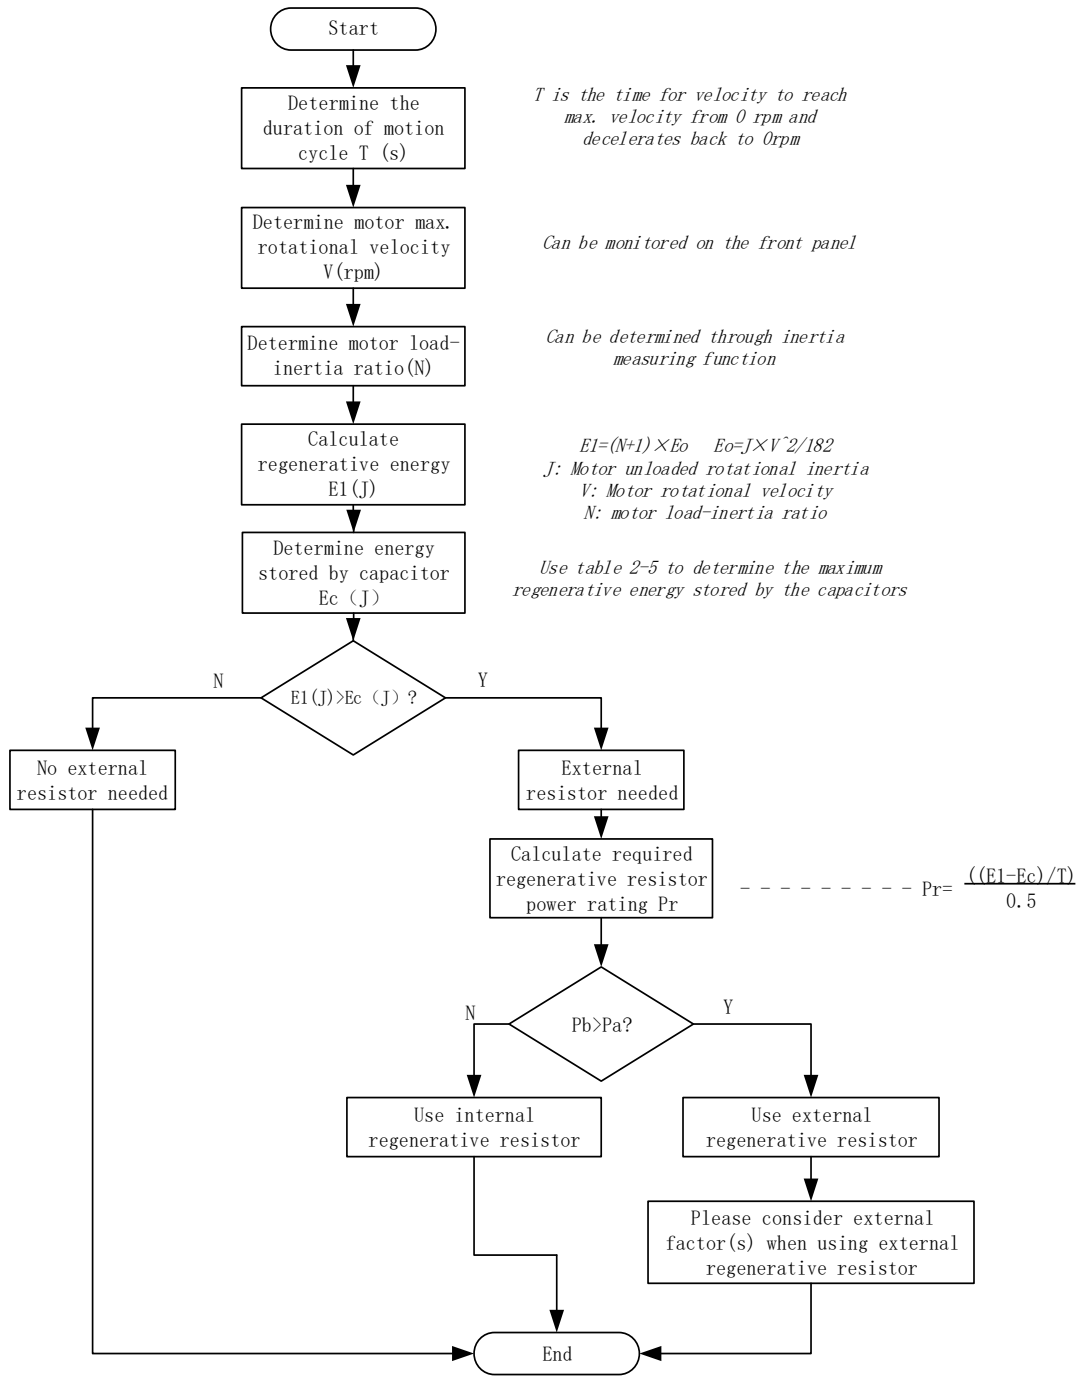 Start
Determine the
duration of motion
cycle T (s)
T is the time for velocity to reach
max. velocity from 0 rpm and
decelerates back to 0rpm
Determine motor max.
rotational velocity
V(rpm)
Can be monitored on the front panel
Determine motor load-
inertia ratio(N)
Can be determined through inertia
measuring function
Calculate
regenerative energy
E1(J)
E1=(N+1)×Eo Eo=J×V^2/182
J: Motor unloaded rotational inertia
V: Motor rotational velocity
N: motor load-inertia ratio
Determine energy
stored by capacitor
Ec（J）
Use table 2-5 to determine the maximum
regenerative energy stored by the capacitors
E1(J)>Ec（J）?
N
Y
No external
resistor needed
External
resistor needed
Calculate required
regenerative resistor
power rating Pr
Pr= ((E1-Ec)/T)
0.5
Pb>Pa?
N
Y
Use internal
regenerative resistor
Use external
regenerative resistor
Please consider external
factor(s) when using external
regenerative resistor
End